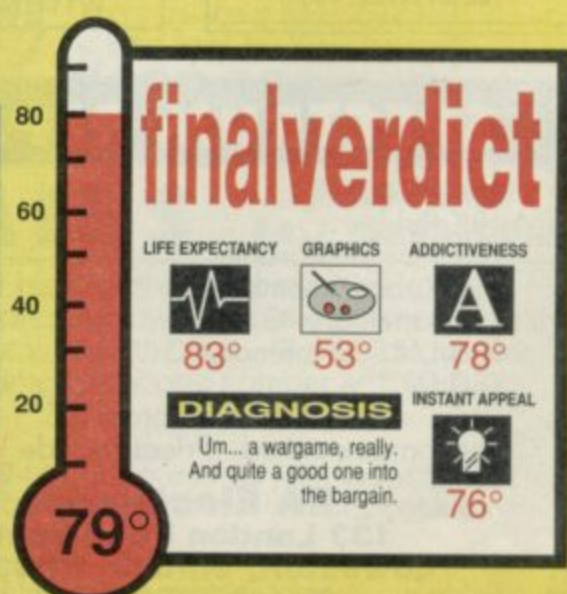 80
60
40
20
79°
finalverdict
LIFE EXPECTANCY GRAPHICS ADDICTIVENESS
A
83° 53° 78°
DIAGNOSIS
Um... a wargame, really.
And quite a good one into
the bargain.
INSTANT APPEAL
76°